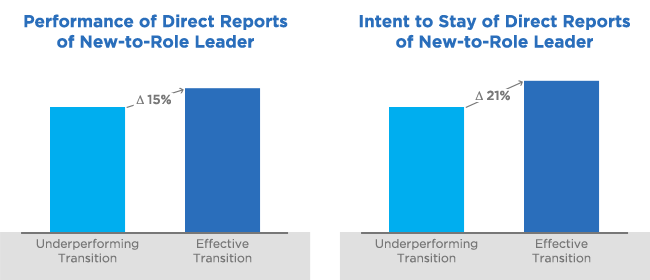 Performance of Direct Reports
of New-to-Role Leader
Δ 15%
Underperforming
Transition
Effective
Transition
Intent to Stay of Direct Reports
of New-to-Role Leader
Δ 21%
Underperforming
Transition
Effective
Transition